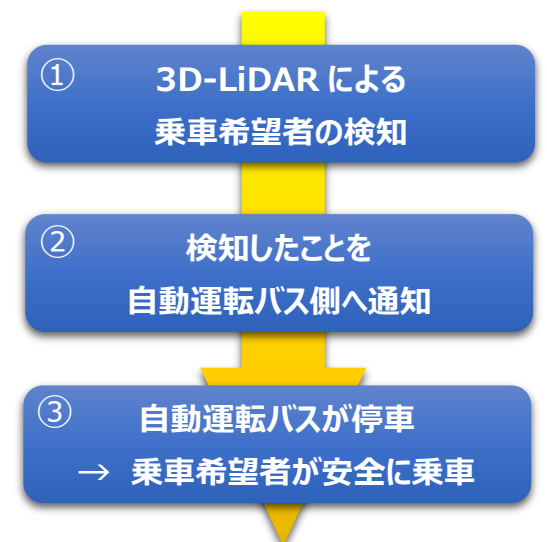 ① 3D-LiDAR による
乗車希望者の検知
② 検知したことを
自動運転バス側へ通知
③ 自動運転バスが停車
→ 乗車希望者が安全に乗車